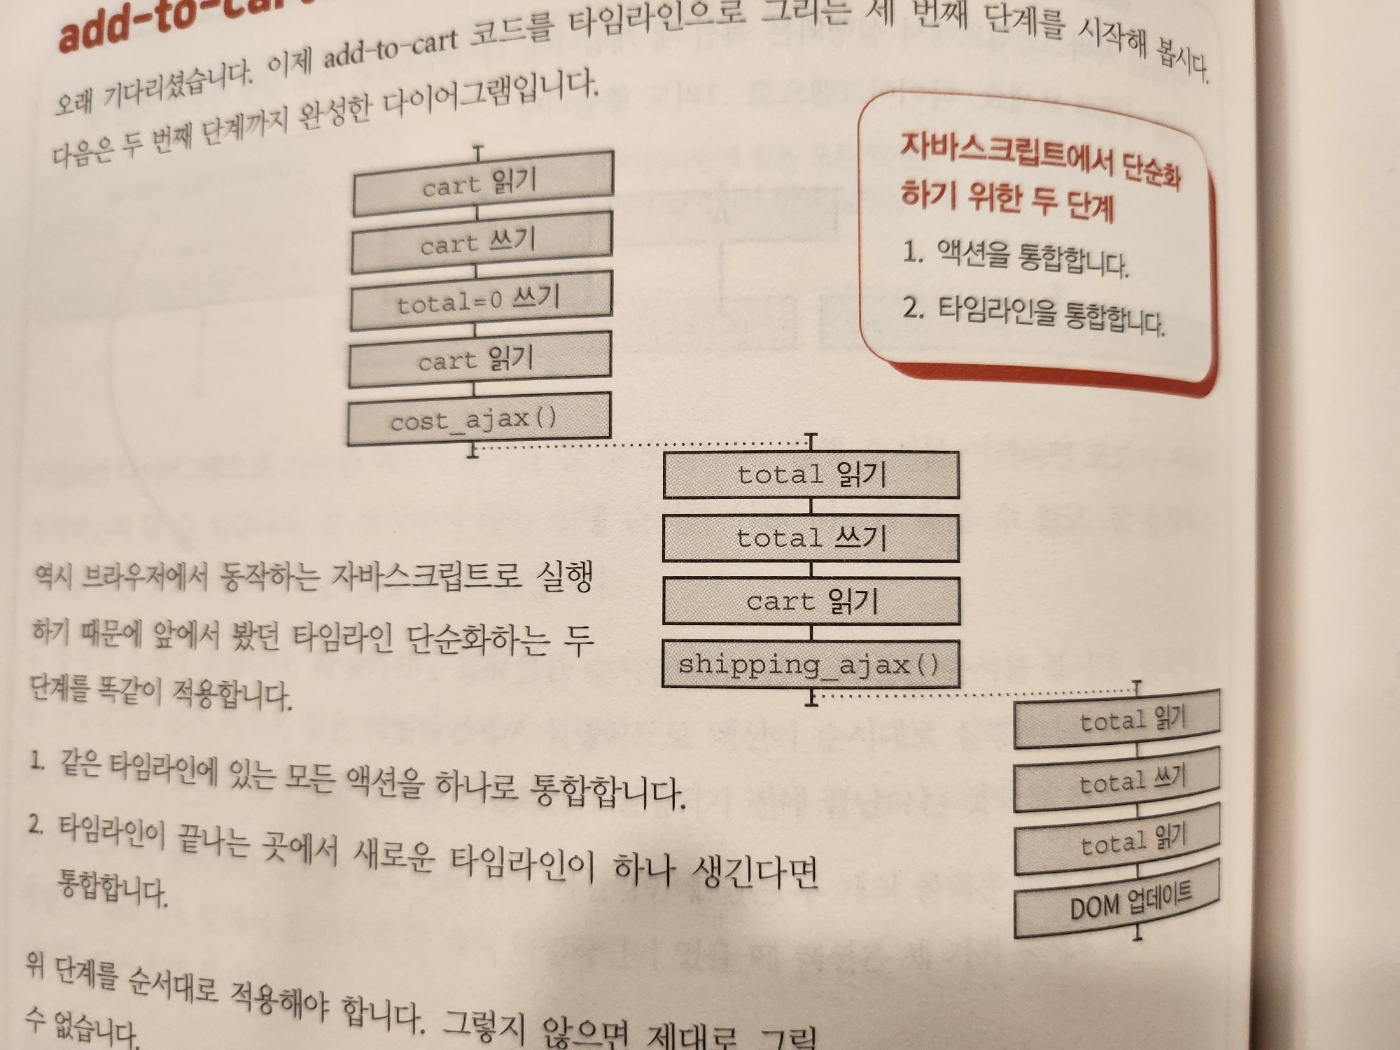 add-to-cart
오래 기다리셨습니다. 이제 add-to-cart 코드를 타임라인으로 그리는 세 번째 단계를 시작해 봅시다.
다음은 두 번째 단계까지 완성한 다이어그램입니다.
자바스크립트에서 단순화
하기 위한 두 단계
1. 액션을 통합합니다.
2. 타임라인을 통합합니다.
cart 읽기
cart 쓰기
total=0 쓰기
cart 읽기
cost_ajax()
total 읽기
total 쓰기
cart 읽기
shipping_ajax()
total 읽기
total 쓰기
total 읽기
DOM 업데이트
역시 브라우저에서 동작하는 자바스크립트로 실행
하기 때문에 앞에서 봤던 타임라인 단순화하는 두
단계를 똑같이 적용합니다.
1. 같은 타임라인에 있는 모든 액션을 하나로 통합합니다.
2. 타임라인이 끝나는 곳에서 새로운 타임라인이 하나 생긴다면
통합합니다.
위 단계를 순서대로 적용해야 합니다. 그렇지 않으면 제대로 그릴
수 없습니다.